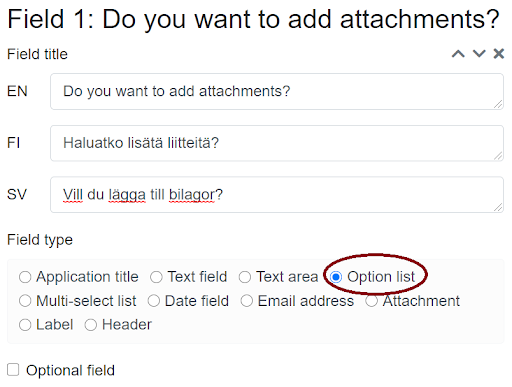 Field 1: Do you want to add attachments?
Field title
EN Do you want to add attachments?
FI Haluatko lisätä liitteitä?
SV Vill du lägga till bilagor?
Field type
Application title Text field Text area Option list
Multi-select list Date field Email address Attachment
Label Header
Optional field